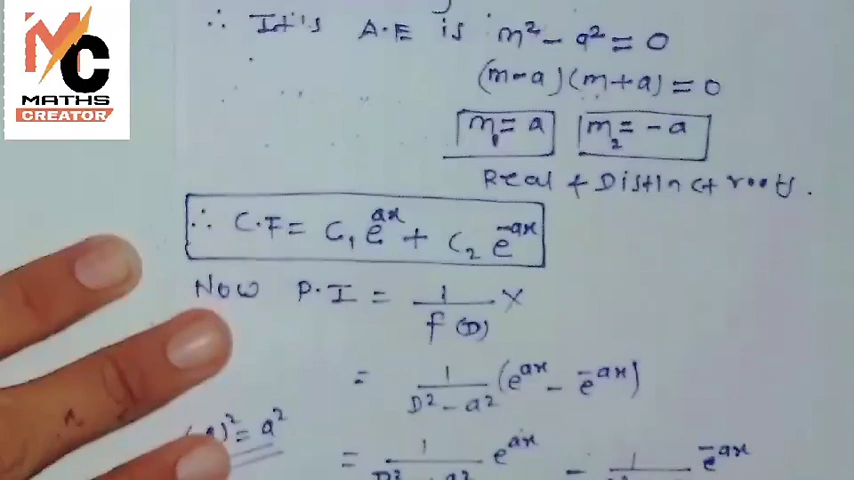 MC
MATHS
CREATOR
∴ It's A.E is m² - a² = 0
(m-a)(m+a) = 0
m₁ = a m₂ = -a
Real + Distinct roots.
∴ C.F = C₁ e^ax + C₂ e^-ax
Now P.I = 1/f(D) X
= 1/(D² - a²) (e^ax - e^-ax)
)² = a²
= 1/(D² - a²) e^ax - 1/ e^-ax